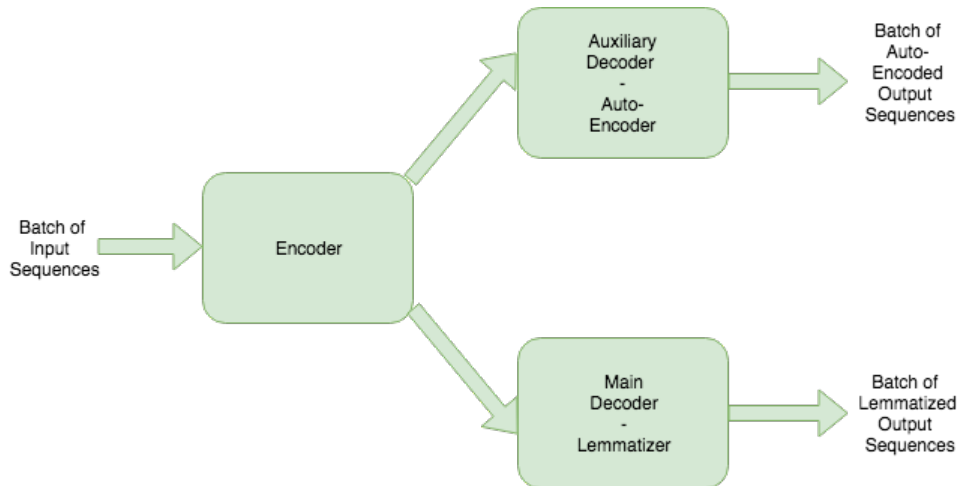 Batch of
Input
Sequences
Encoder
Auxiliary
Decoder
-
Auto-
Encoder
Batch of
Auto-
Encoded
Output
Sequences
Main
Decoder
-
Lemmatizer
Batch of
Lemmatized
Output
Sequences